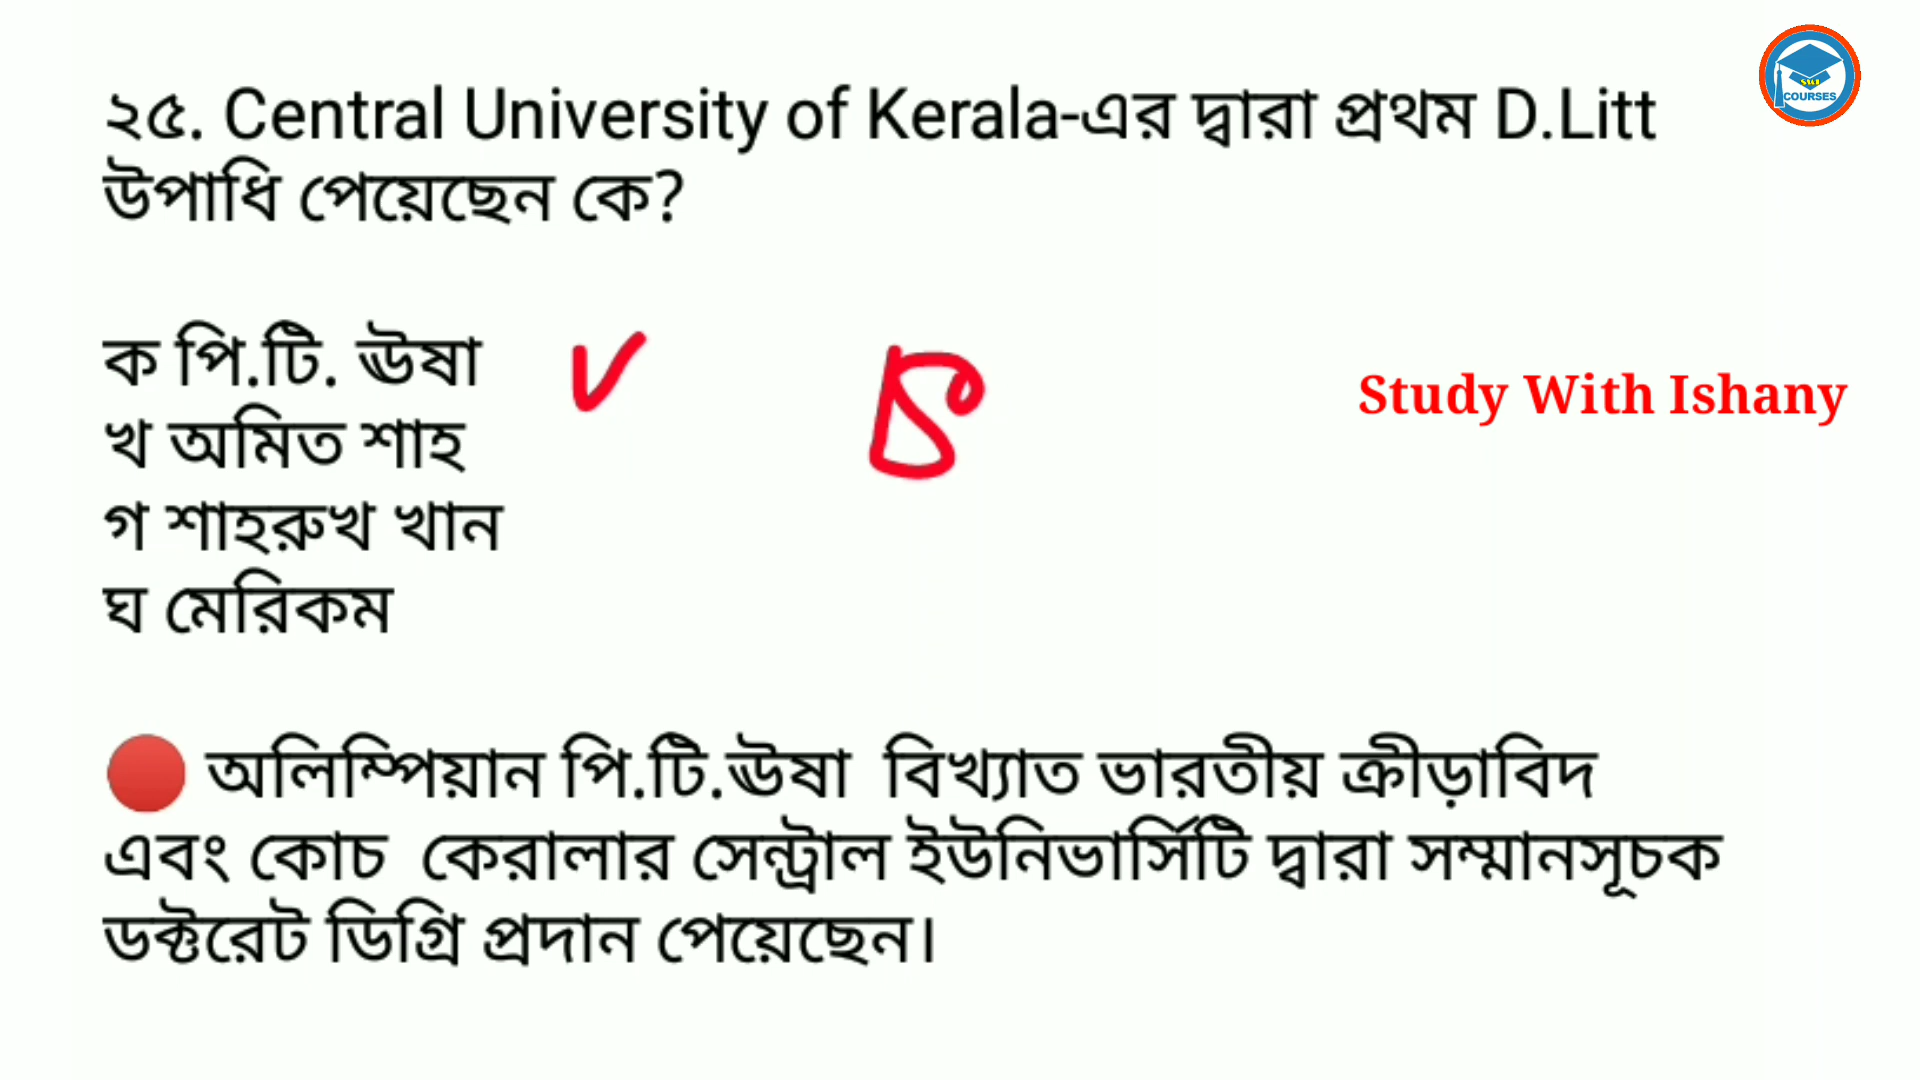 ২৫. Central University of Kerala-এর দ্বারা প্রথম D.Litt
উপাধি পেয়েছেন কে?
ক পি.টি. ঊষা
খ অমিত শাহ
গ শাহরুখ খান
ঘ মেরিকম
Study With Ishany
🔴 অলিম্পিয়ান পি.টি.ঊষা বিখ্যাত ভারতীয় ক্রীড়াবিদ
এবং কোচ কেরালার সেন্ট্রাল ইউনিভার্সিটি দ্বারা সম্মানসূচক
ডক্টরেট ডিগ্রি প্রদান পেয়েছেন।
COURSES